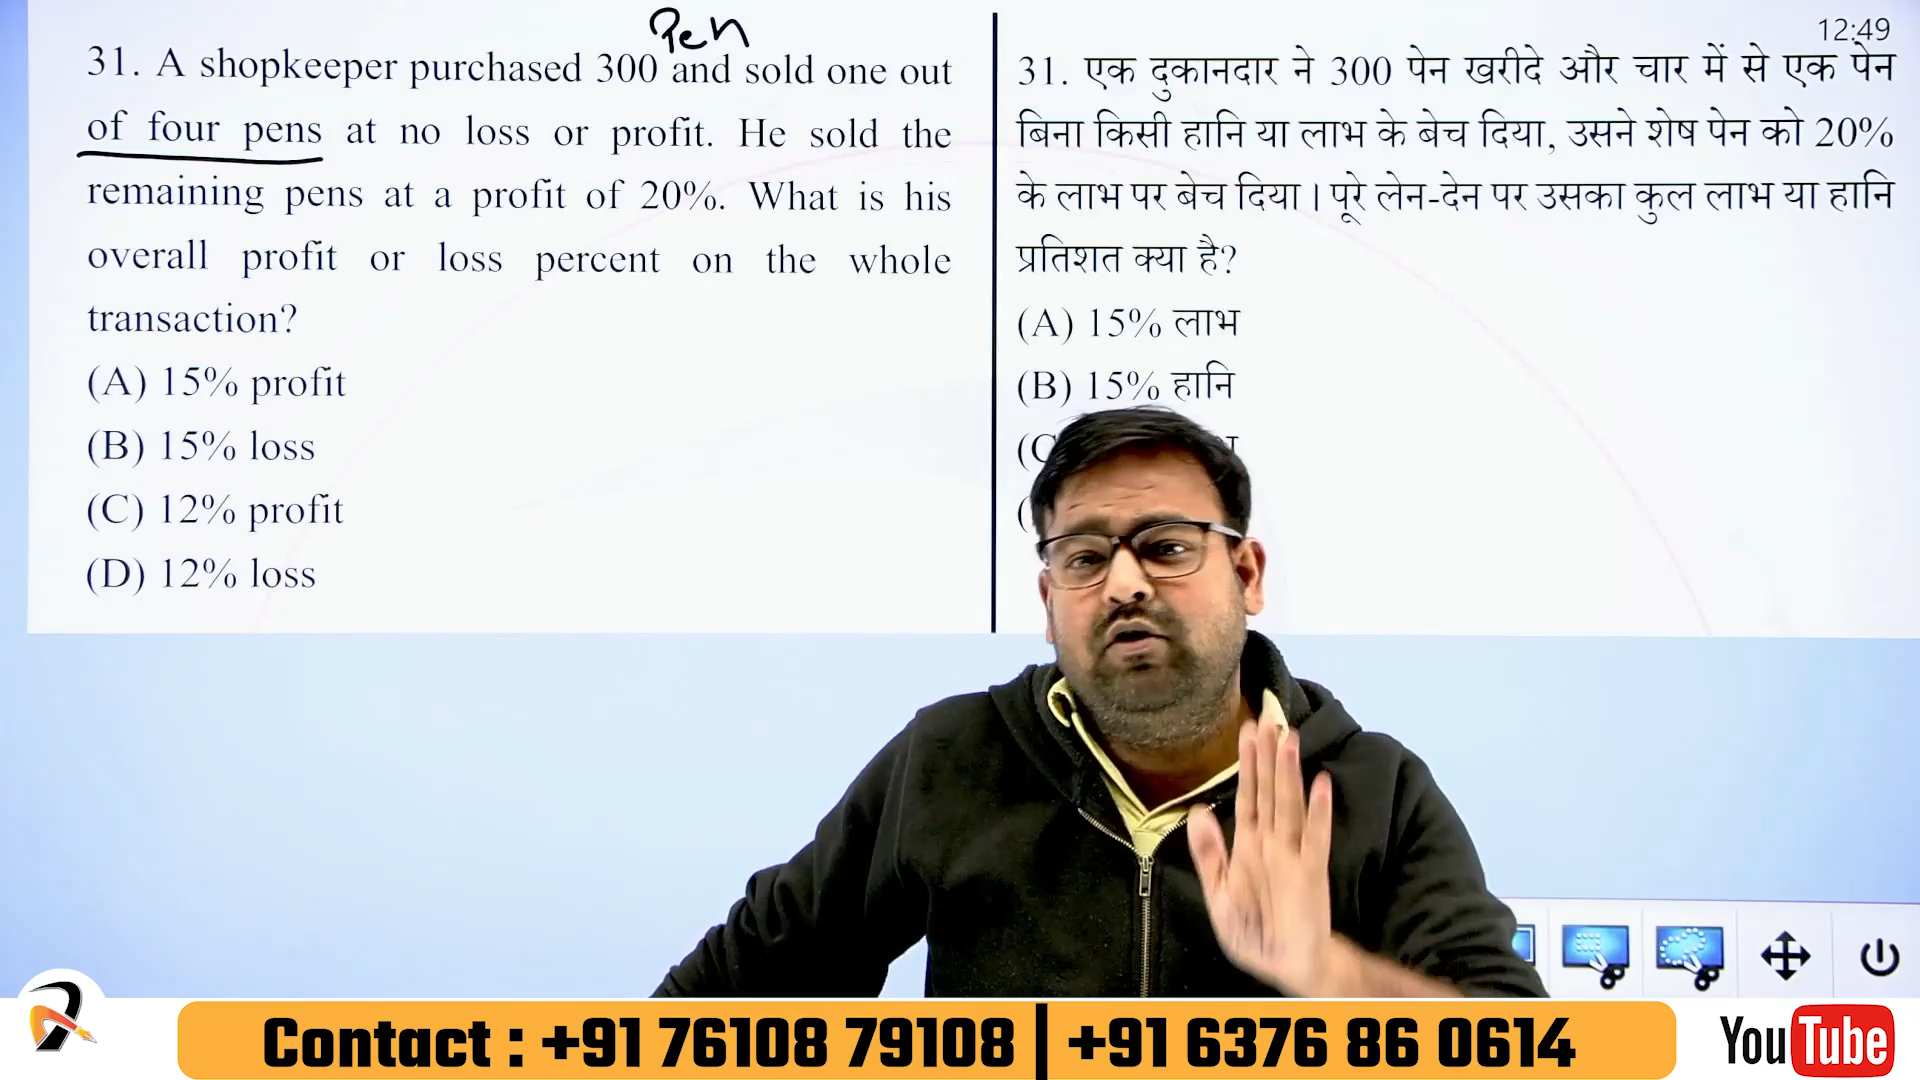 Pen
31. A shopkeeper purchased 300 and sold one out
of four pens at no loss or profit. He sold the
remaining pens at a profit of 20%. What is his
overall profit or loss percent on the whole
transaction?
(A) 15% profit
(B) 15% loss
(C) 12% profit
(D) 12% loss
12:49
31. एक दुकानदार ने 300 पेन खरीदे और चार में से एक पेन
बिना किसी हानि या लाभ के बेच दिया, उसने शेष पेन को 20%
के लाभ पर बेच दिया। पूरे लेन-देन पर उसका कुल लाभ या हानि
प्रतिशत क्या है?
(A) 15% लाभ
(B) 15% हानि
(C
(
Contact : +91 76108 79108 | +91 6376 86 0614
YouTube